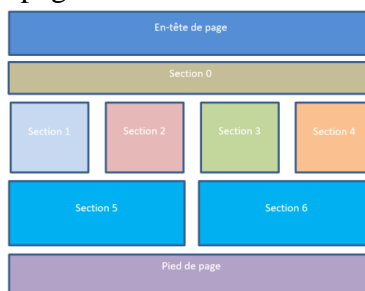 En-tête de page
Section 0
Section 1
Section 2
Section 3
Section 4
Section 5
Section 6
Pied de page